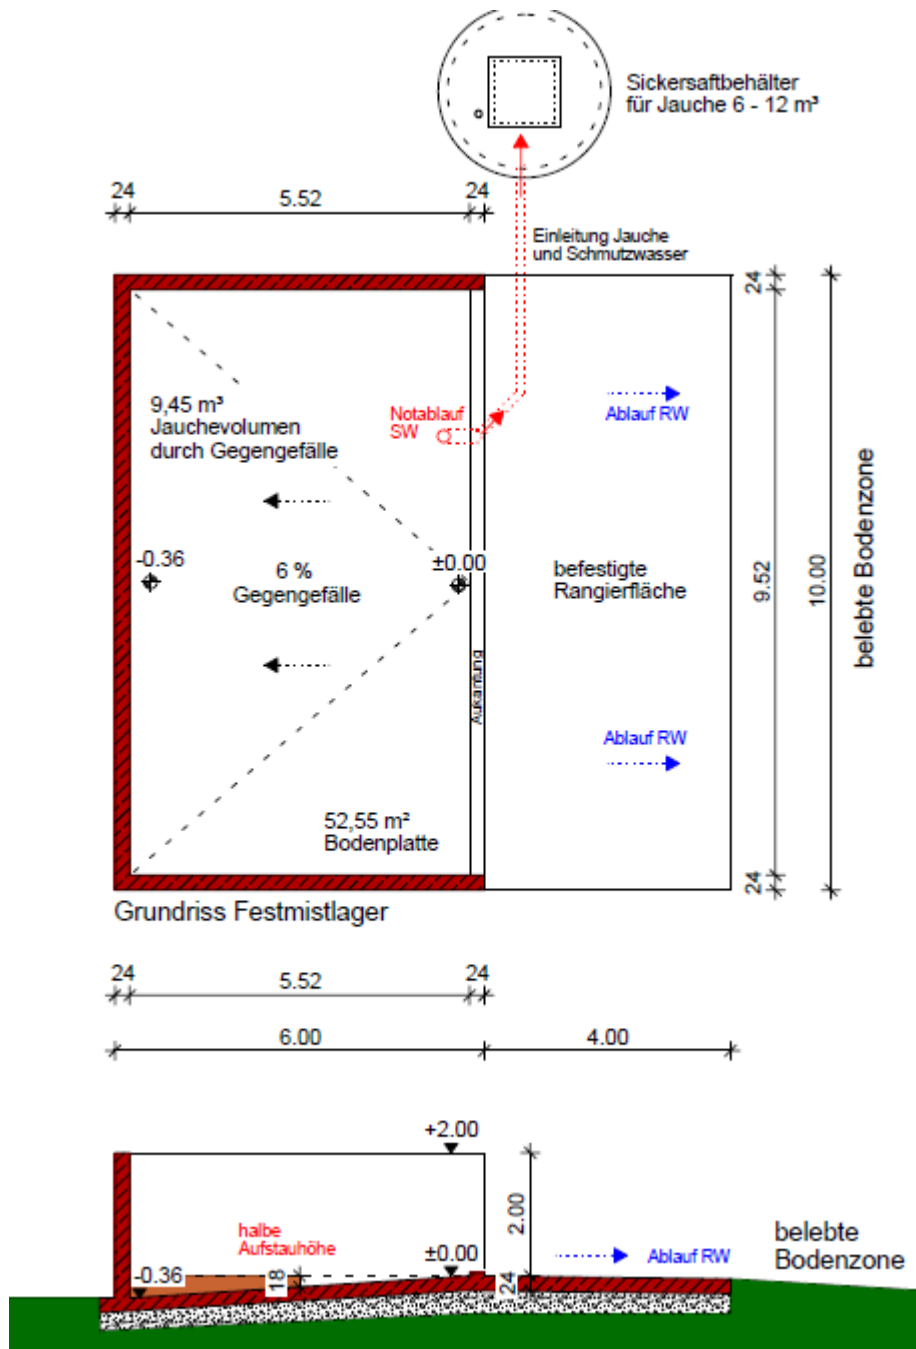 Sickersaftbehälter
für Jauche 6 - 12 m³
24
5.52
24
Einleitung Jauche
und Schmutzwasser
24
9,45 m³
Jauchevolumen
durch Gegengefälle
Notablauf
SW
Ablauf RW
-0.36
6 %
Gegengefälle
±0.00
befestigte
Rangierfläche
9.52
10.00
belebte Bodenzone
Aukantung
Ablauf RW
52,55 m²
Bodenplatte
24
Grundriss Festmistlager
24
5.52
24
6.00
4.00
+2.00
2.00
halbe
Aufstauhöhe
±0.00
-0.36
18
24
Ablauf RW
belebte
Bodenzone